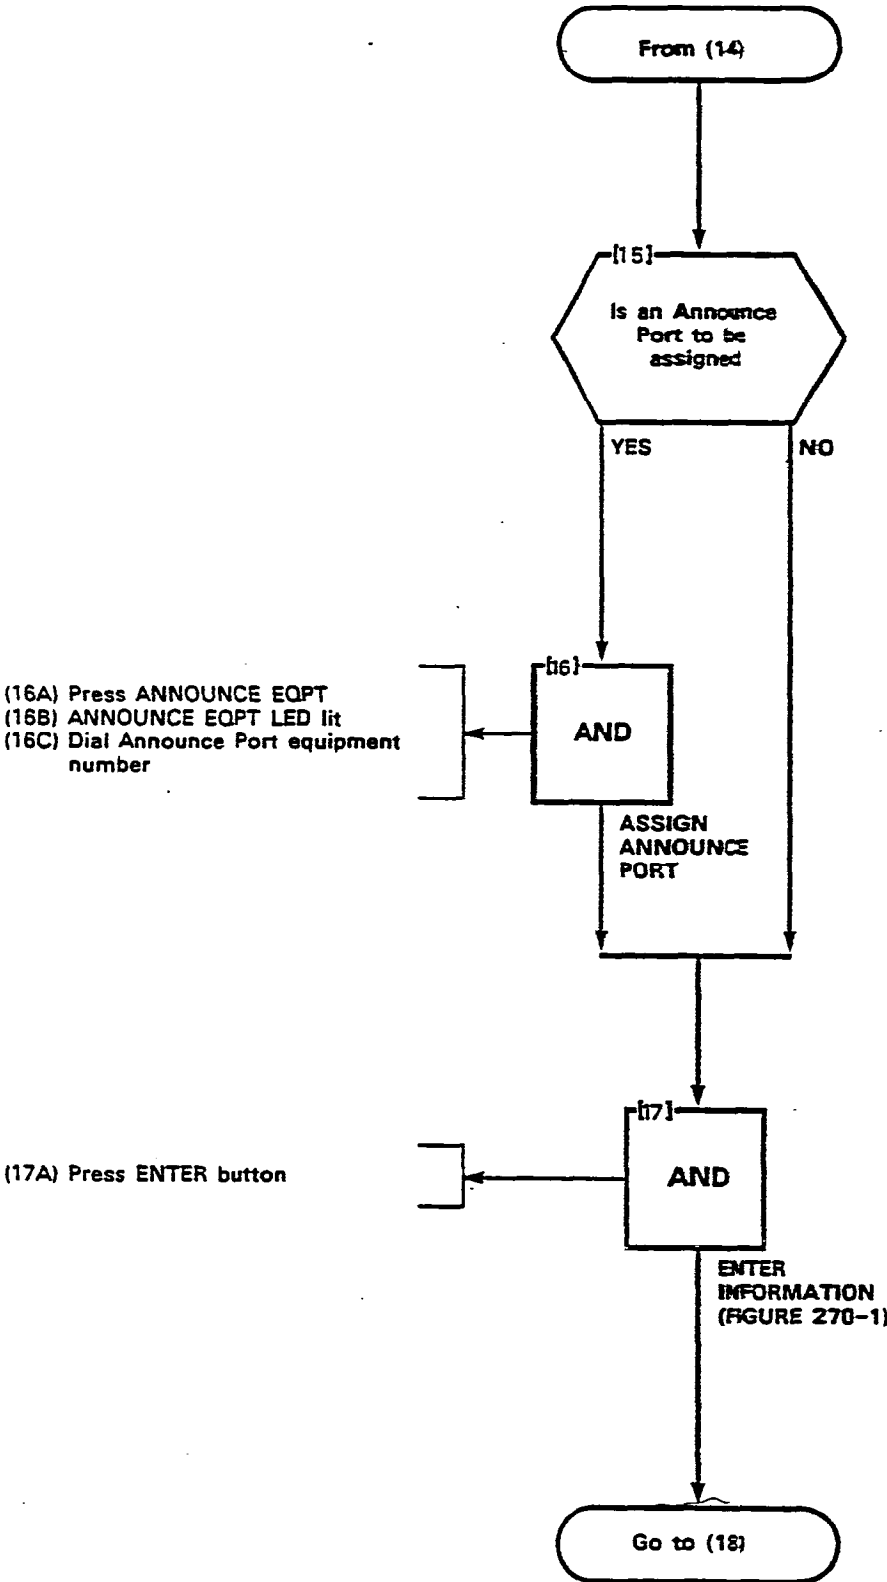 From (14)
[15]
Is an Announce
Port to be
assigned
YES
NO
[16]
(16A) Press ANNOUNCE EQPT
(16B) ANNOUNCE EQPT LED lit
(16C) Dial Announce Port equipment
number
AND
ASSIGN
ANNOUNCE
PORT
[17]
(17A) Press ENTER button
AND
ENTER
INFORMATION
(FIGURE 270-1)
Go to (18)